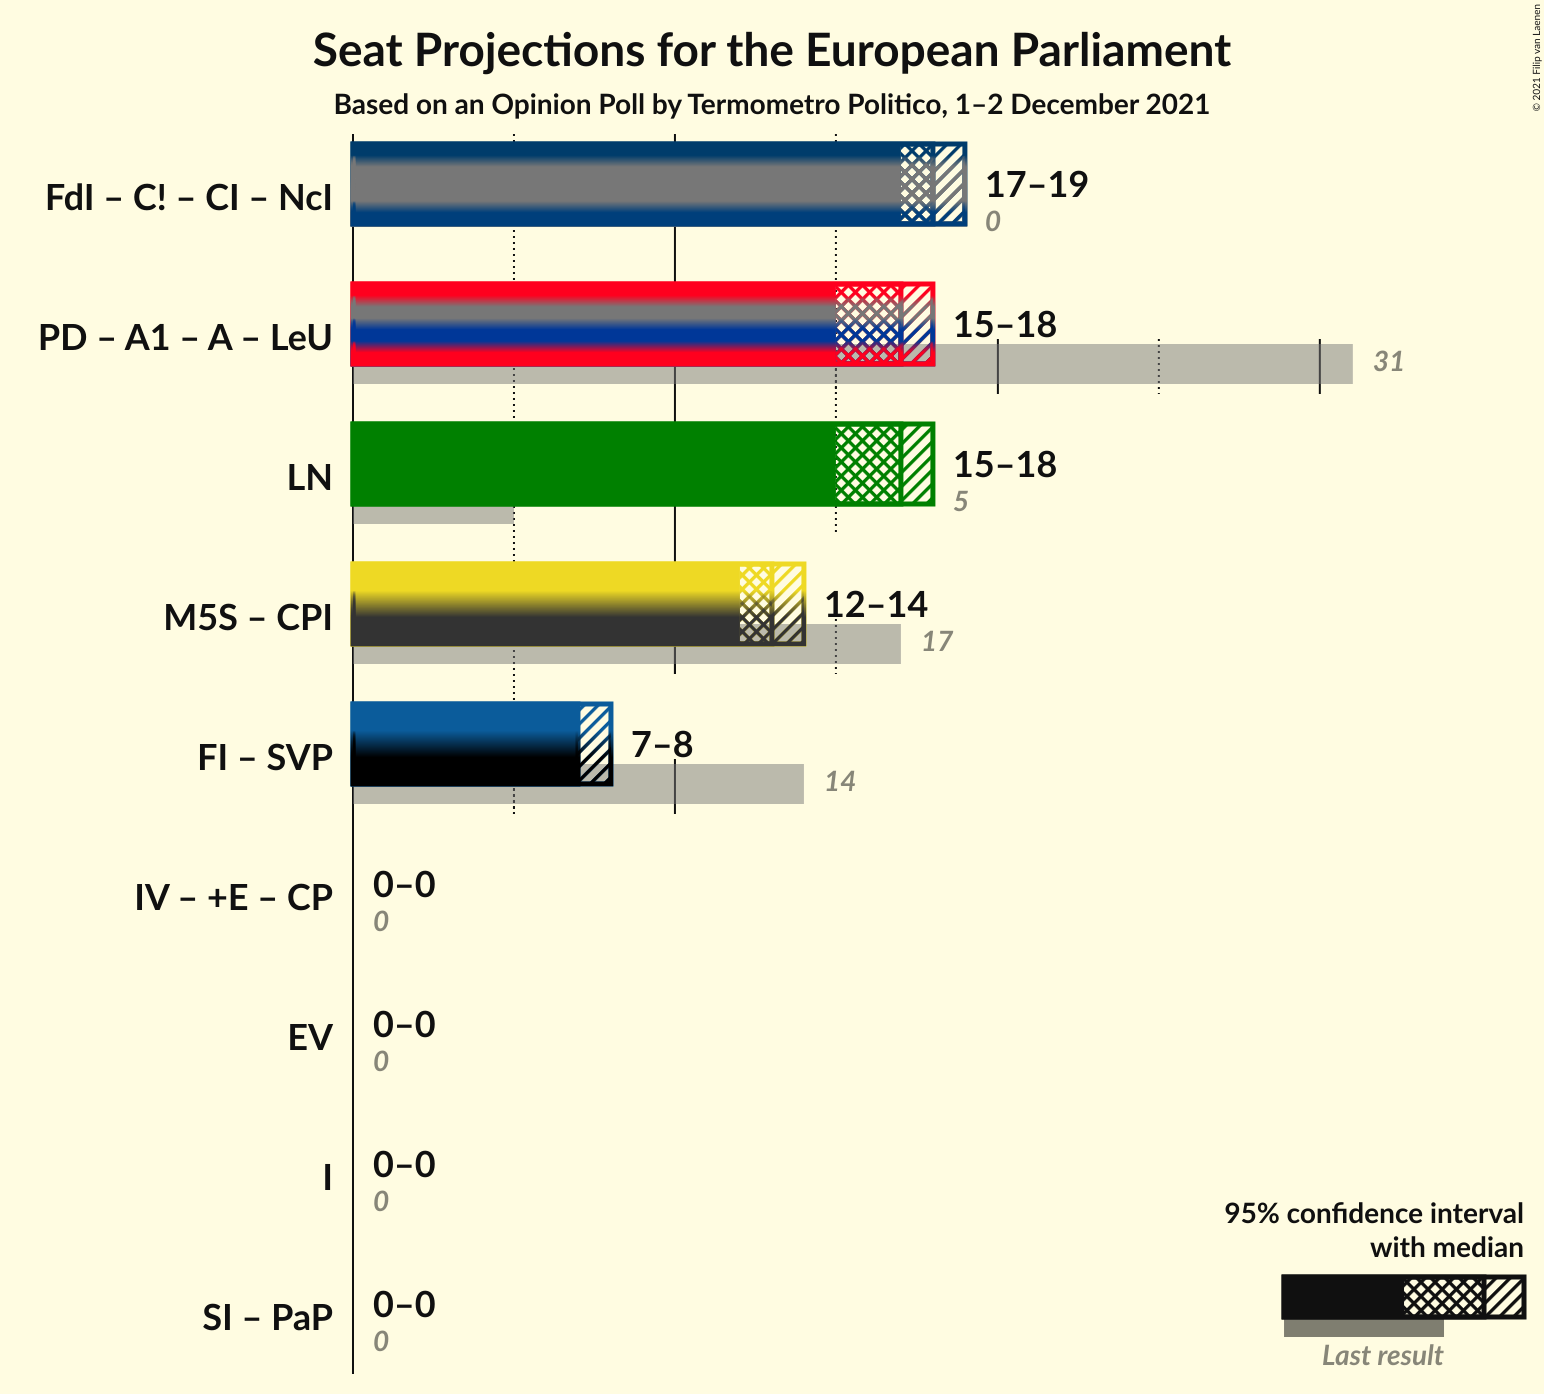 Seat Projections for the European Parliament
Based on an Opinion Poll by Termometro Politico, 1–2 December 2021
© 2021 Filip van Laenen
FdI – C! – CI – NcI
17–19
0
PD – A1 – A – LeU
15–18
31
LN
15–18
5
M5S – CPI
12–14
17
FI – SVP
7–8
14
IV – +E – CP
0–0
0
EV
0–0
0
I
0–0
0
SI – PaP
0–0
0
95% confidence interval
with median
Last result